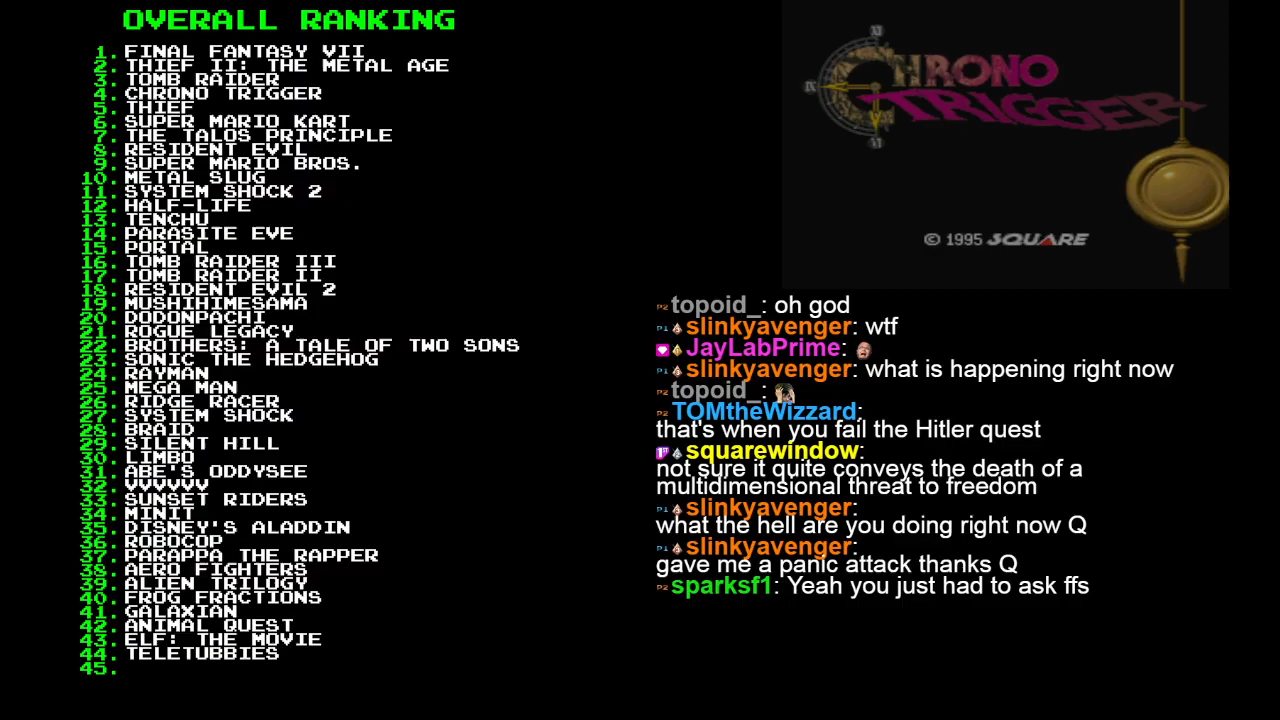 OVERALL RANKING
1. FINAL FANTASY VII
2. THIEF II: THE METAL AGE
3. TOMB RAIDER
4. CHRONO TRIGGER
5. THIEF
6. SUPER MARIO KART
7. THE TALOS PRINCIPLE
8. RESIDENT EVIL
9. SUPER MARIO BROS.
10. METAL SLUG
11. SYSTEM SHOCK 2
12. HALF-LIFE
13. TENCHU
14. PARASITE EVE
15. PORTAL
16. TOMB RAIDER III
17. TOMB RAIDER II
18. RESIDENT EVIL 2
19. MUSHIHIMESAMA
20. DODONPACHI
21. ROGUE LEGACY
22. BROTHERS: A TALE OF TWO SONS
23. SONIC THE HEDGEHOG
24. RAYMAN
25. MEGA MAN
26. RIDGE RACER
27. SYSTEM SHOCK
28. BRAID
29. SILENT HILL
30. LIMBO
31. ABE'S ODDYSEE
32. VVVVVV
33. SUNSET RIDERS
34. MINIT
35. DISNEY'S ALADDIN
36. ROBOCOP
37. PARAPPA THE RAPPER
38. AERO FIGHTERS
39. ALIEN TRILOGY
40. FROG FRACTIONS
41. GALAXIAN
42. ANIMAL QUEST
43. ELF: THE MOVIE
44. TELETUBBIES
45.
CHRONO
TRIGGER
© 1995 SQUARE
P2 topoid_: oh god
P1 slinkyavenger: wtf
JayLabPrime:
P1 slinkyavenger: what is happening right now
P2 topoid_:
P2 TOMtheWizzard:
that's when you fail the Hitler quest
squarewindow:
not sure it quite conveys the death of a
multidimensional threat to freedom
P1 slinkyavenger:
what the hell are you doing right now Q
P1 slinkyavenger:
gave me a panic attack thanks Q
P2 sparksf1: Yeah you just had to ask ffs